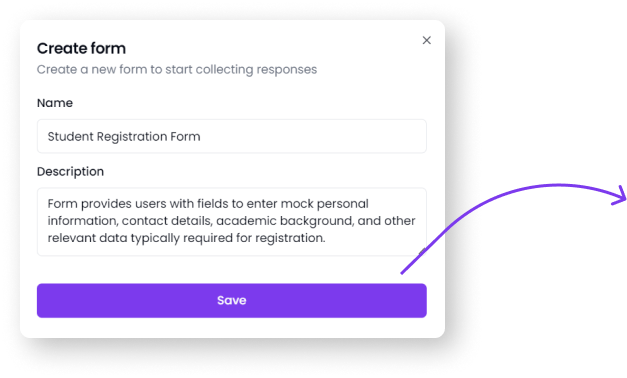 Create form
Create a new form to start collecting responses
Name
Student Registration Form
Description
Form provides users with fields to enter mock personal
information, contact details, academic background, and other
relevant data typically required for registration.
Save